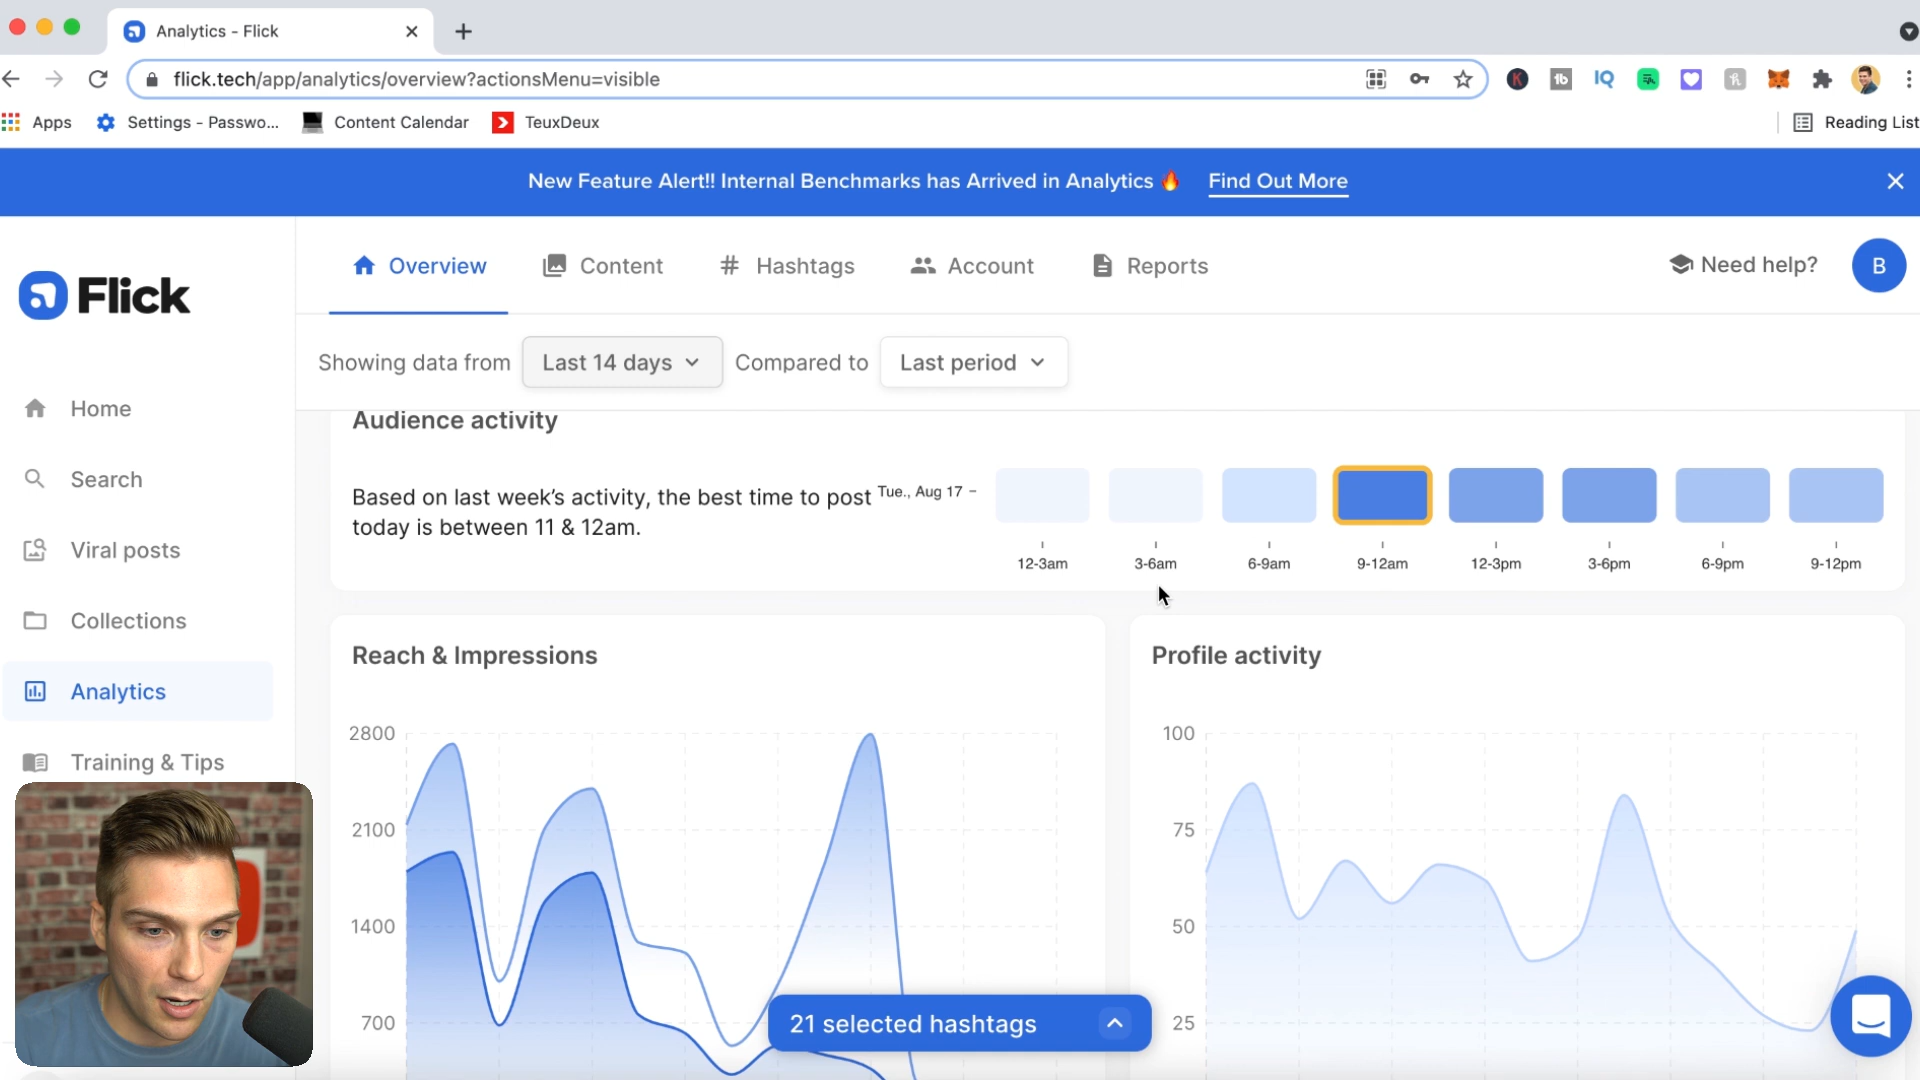 Analytics - Flick
flick.tech/app/analytics/overview?actionsMenu=visible
Apps
Settings - Passwo...
Content Calendar
TeuxDeux
Reading List
New Feature Alert!! Internal Benchmarks has Arrived in Analytics 🔥 Find Out More
Flick
Overview
Content
Hashtags
Account
Reports
Need help?
B
Showing data from Last 14 days Compared to Last period
Home
Search
Viral posts
Collections
Analytics
Training & Tips
Audience activity
Based on last week's activity, the best time to post
today is between 11 & 12am.
Tue., Aug 17 –
12-3am 3-6am 6-9am 9-12am 12-3pm 3-6pm 6-9pm 9-12pm
Reach & Impressions
2800
2100
1400
700
Profile activity
100
75
50
25
21 selected hashtags